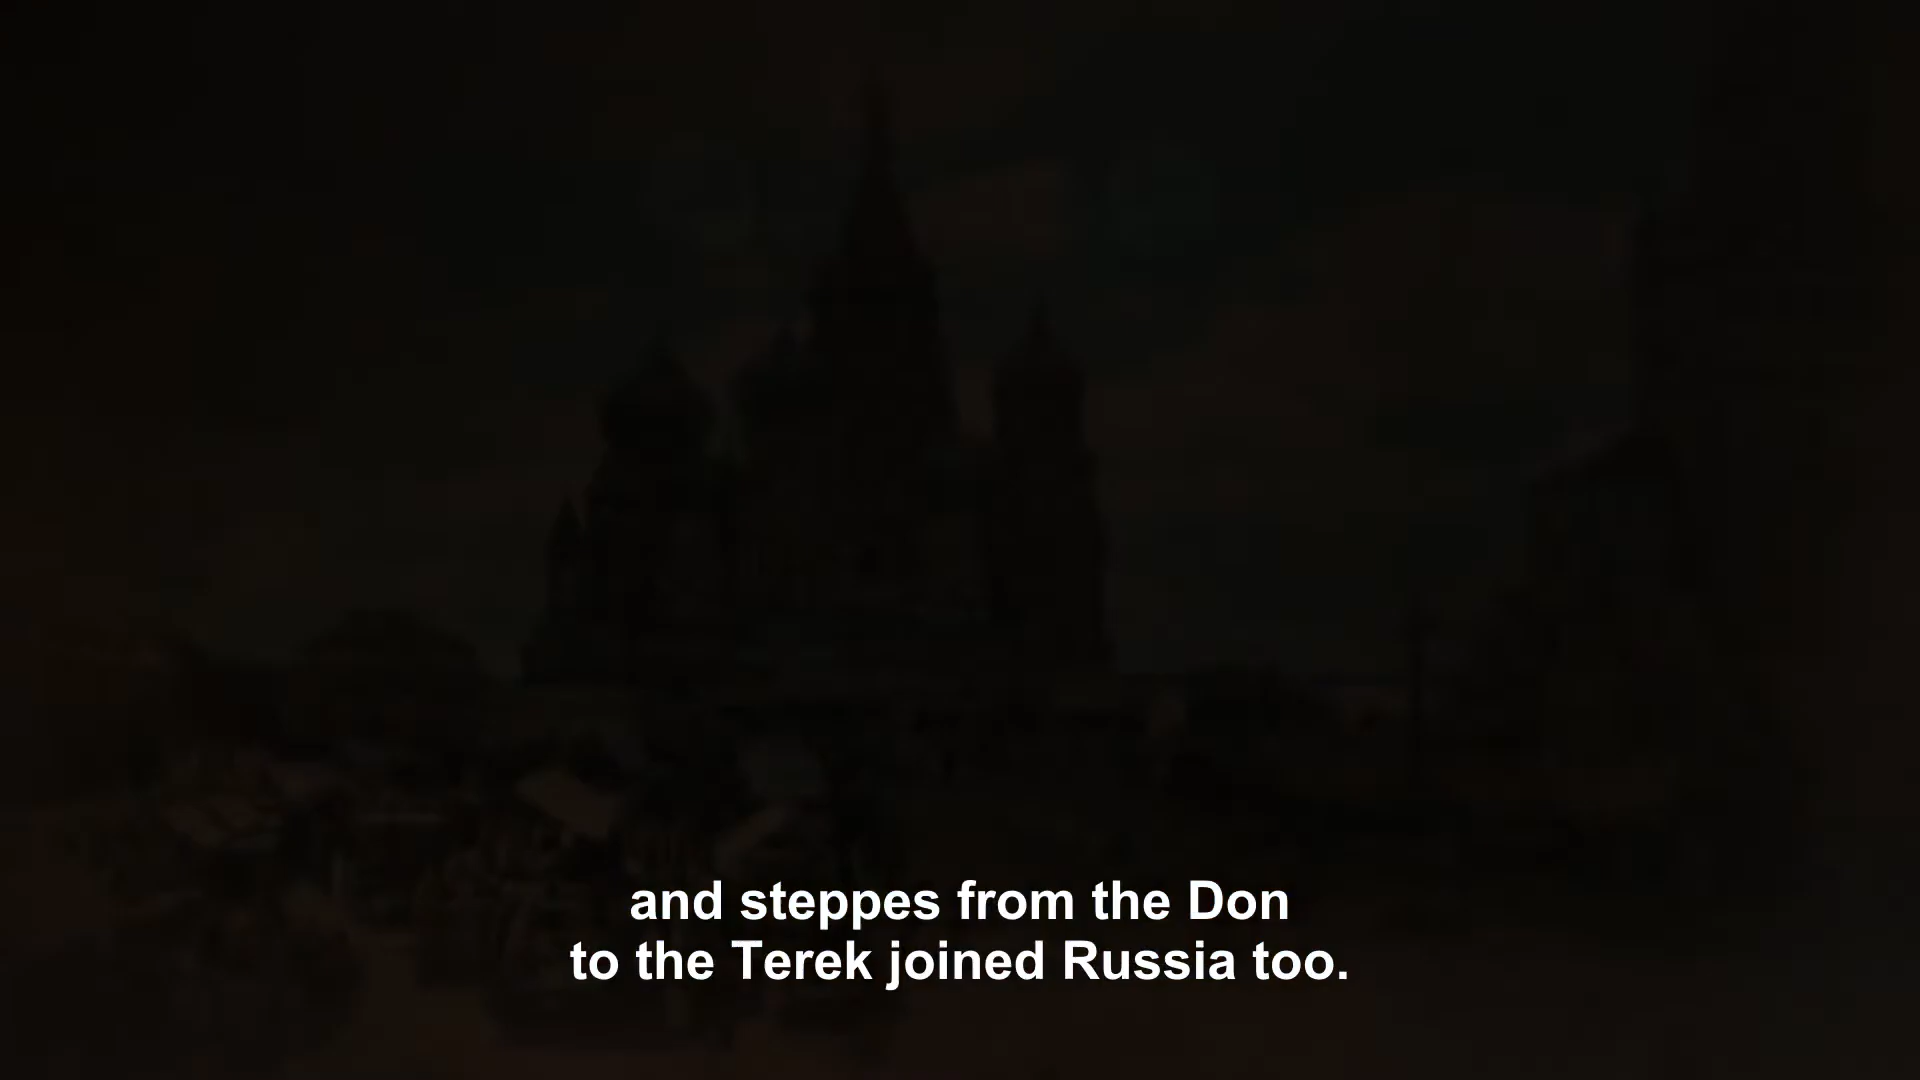 and steppes from the Don
to the Terek joined Russia too.